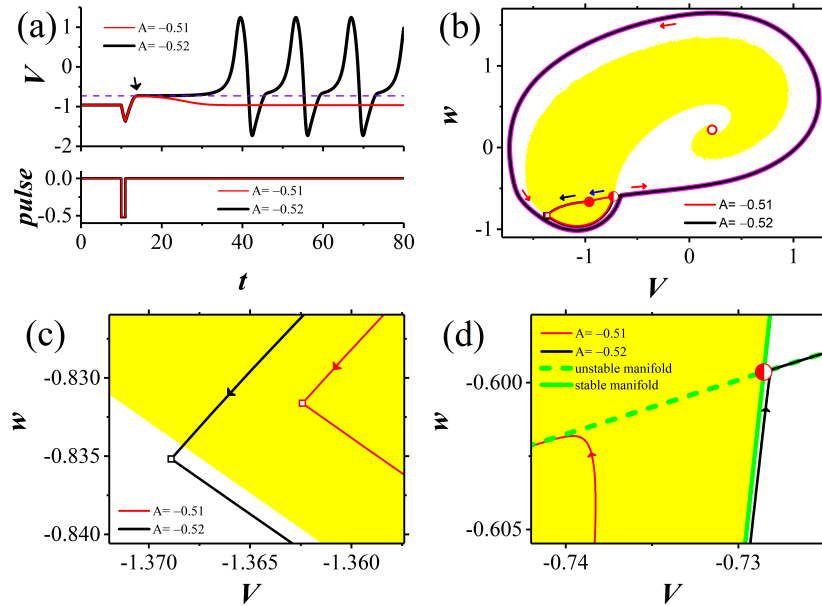 (a)
A= −0.51
A= −0.52
V
1
0
-1
-2
pulse
0.0
-0.5
A= −0.51
A= −0.52
0 20 40 60 80
t
(b)
w
1
0
-1
A= −0.51
A= −0.52
-1 0 1
V
(c)
w
-0.830
-0.835
-0.840
A= −0.51
A= −0.52
-1.370 -1.365 -1.360
V
(d)
A= −0.51
A= −0.52
unstable manifold
stable manifold
w
-0.600
-0.605
-0.74 -0.73
V